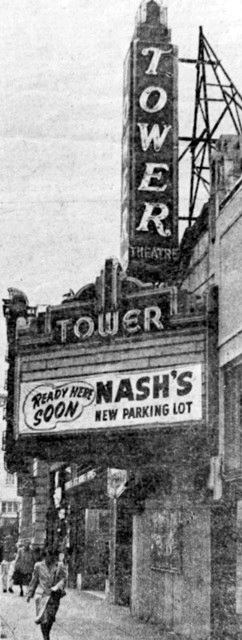 TOWER
THEATRE
TOWER
READY HERE SOON
NASH'S
NEW PARKING LOT